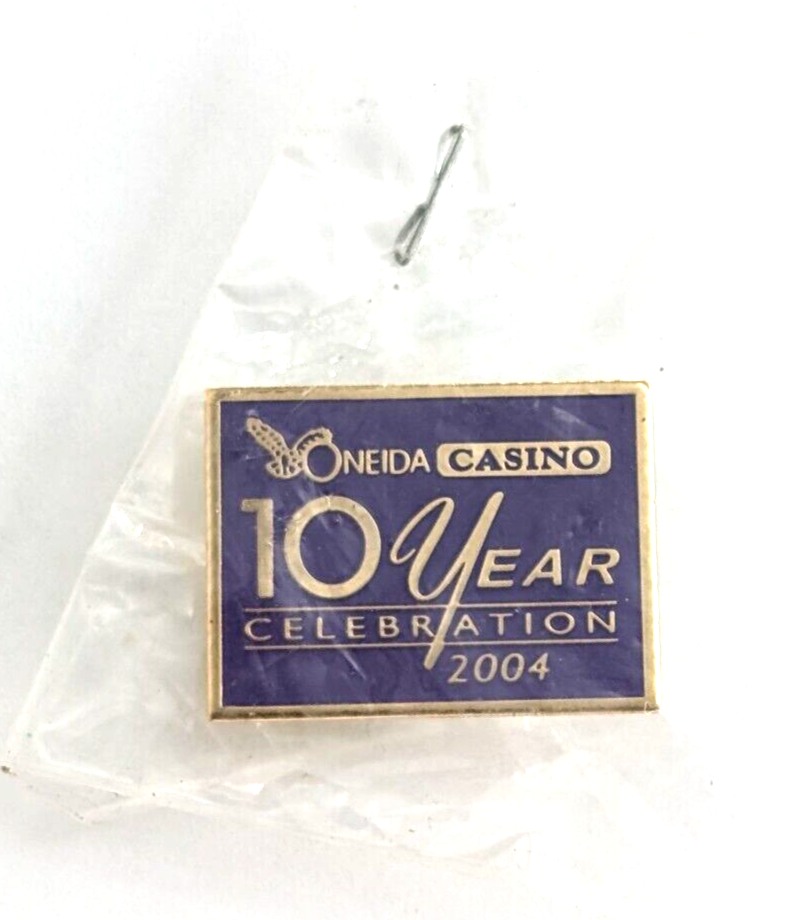 ONEIDA CASINO
10 YEAR
CELEBRATION
2004